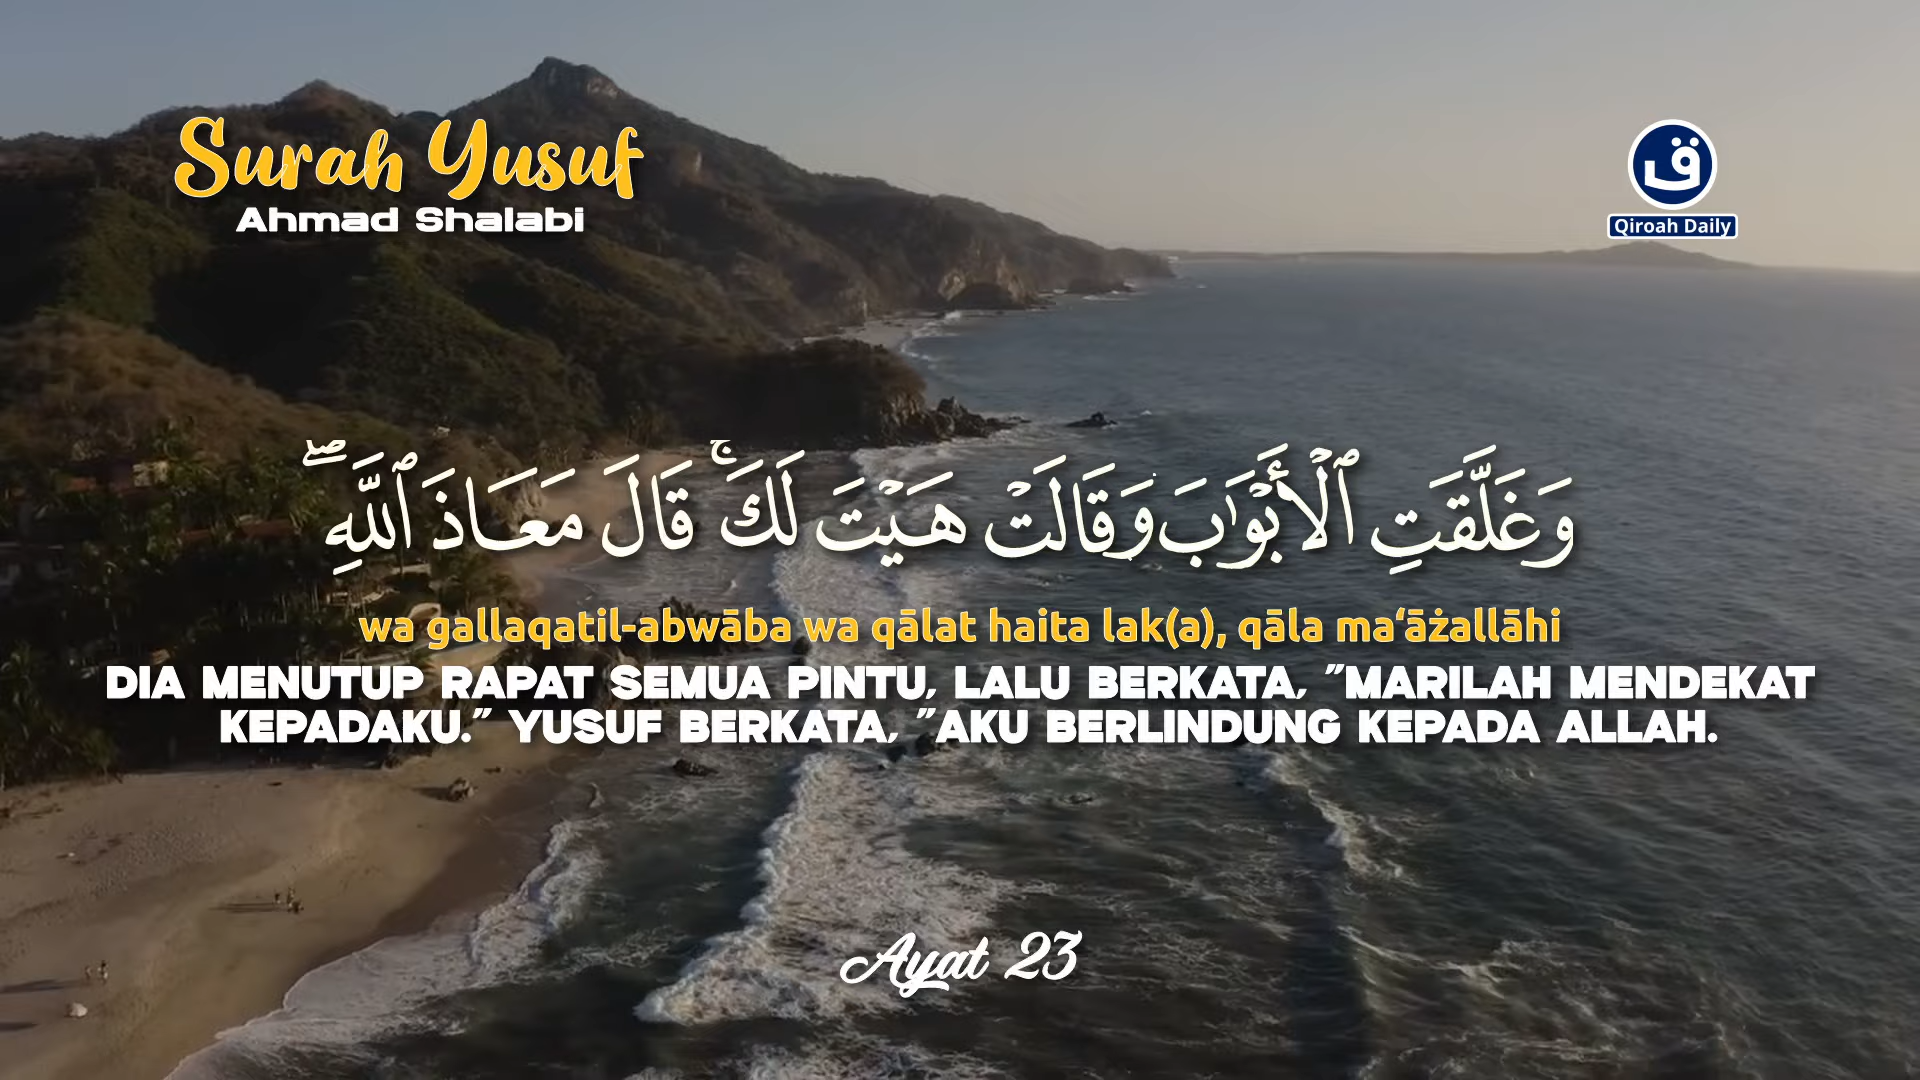 Surah Yusuf
Ahmad Shalabi
ق
Qiroah Daily
وَغَلَّقَتِ ٱلْأَبْوَٰبَ وَقَالَتْ هَيْتَ لَكَ ۚ قَالَ مَعَاذَ ٱللَّهِ ۖ
wa gallaqatil-abwāba wa qālat haita lak(a), qāla ma‘āżallāhi
DIA MENUTUP RAPAT SEMUA PINTU, LALU BERKATA, "MARILAH MENDEKAT
KEPADAKU." YUSUF BERKATA, "AKU BERLINDUNG KEPADA ALLAH.
Ayat 23